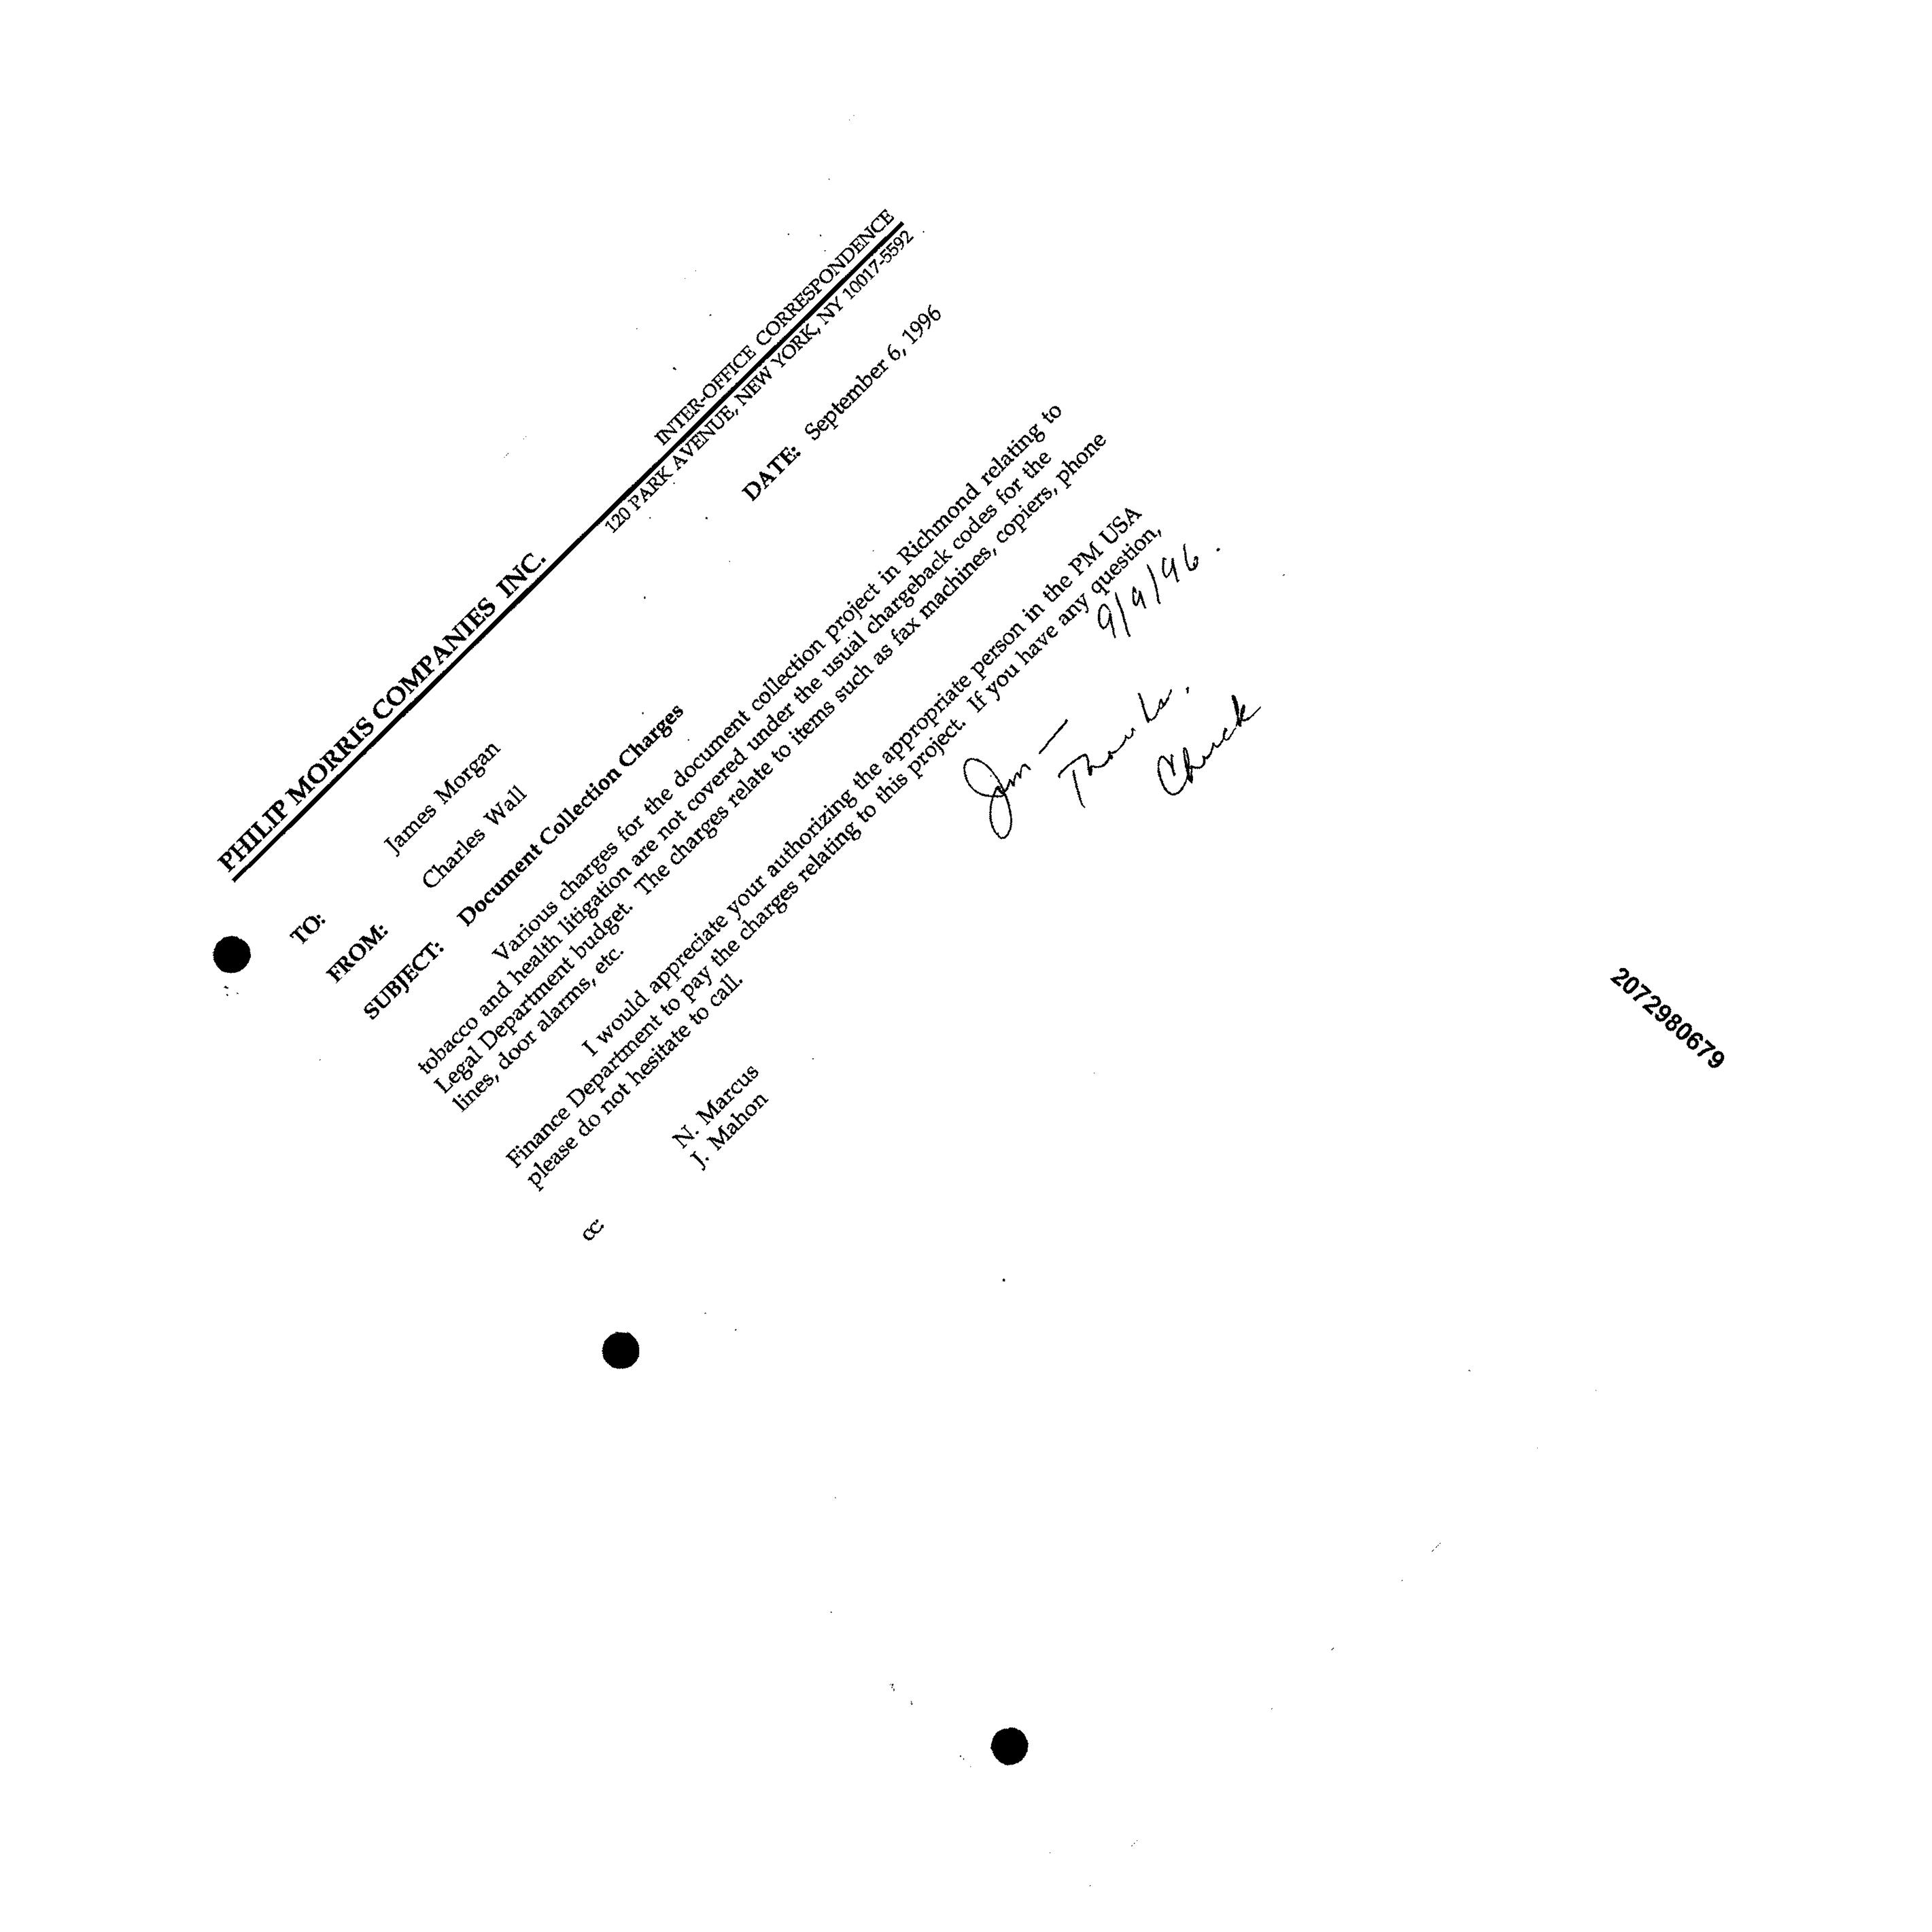 PHILIP MORRIS COMPANIES INC.
INTER-OFFICE CORRESPONDENCE
120 PARK AVENUE, NEW YORK, NY 10017-5592
TO: James Morgan
DATE: September 6, 1996
FROM: Charles Wall
SUBJECT: Document Collection Charges
Various charges for the document collection project in Richmond relating to
tobacco and health litigation are not covered under the usual chargeback codes for the
Legal Department budget. The charges relate to items such as fax machines, copiers, phone
lines, door alarms, etc.
I would appreciate your authorizing the appropriate person in the PM USA
Finance Department to pay the charges relating to this project. If you have any question,
please do not hesitate to call.
9/9/96
Jim —
Thanks,
Chuck
cc: N. Marcus
J. Mahon
2072980679